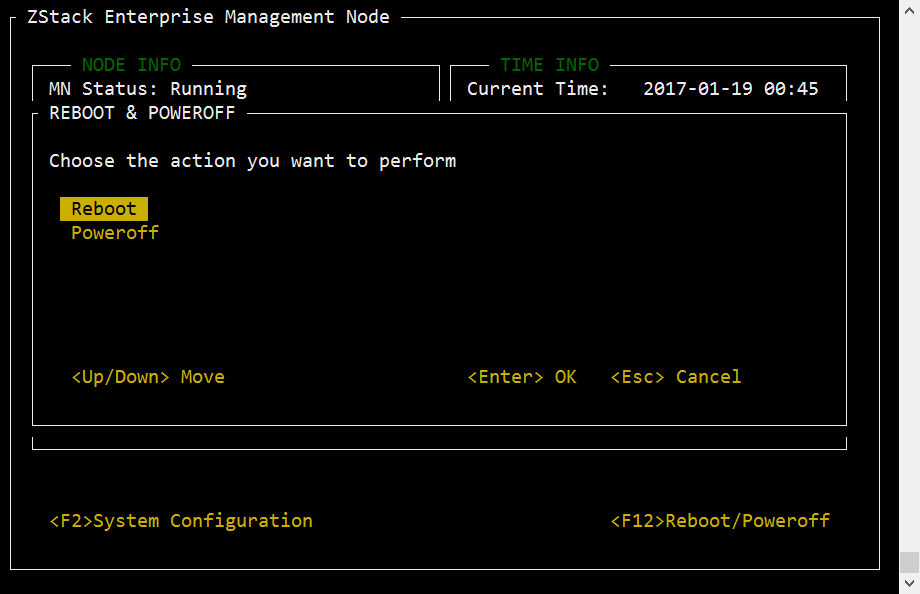 ZStack Enterprise Management Node
NODE INFO
TIME INFO
MN Status: Running
Current Time: 2017-01-19 00:45
REBOOT & POWEROFF
Choose the action you want to perform
Reboot
Poweroff
<Up/Down> Move <Enter> OK <Esc> Cancel
<F2>System Configuration <F12>Reboot/Poweroff